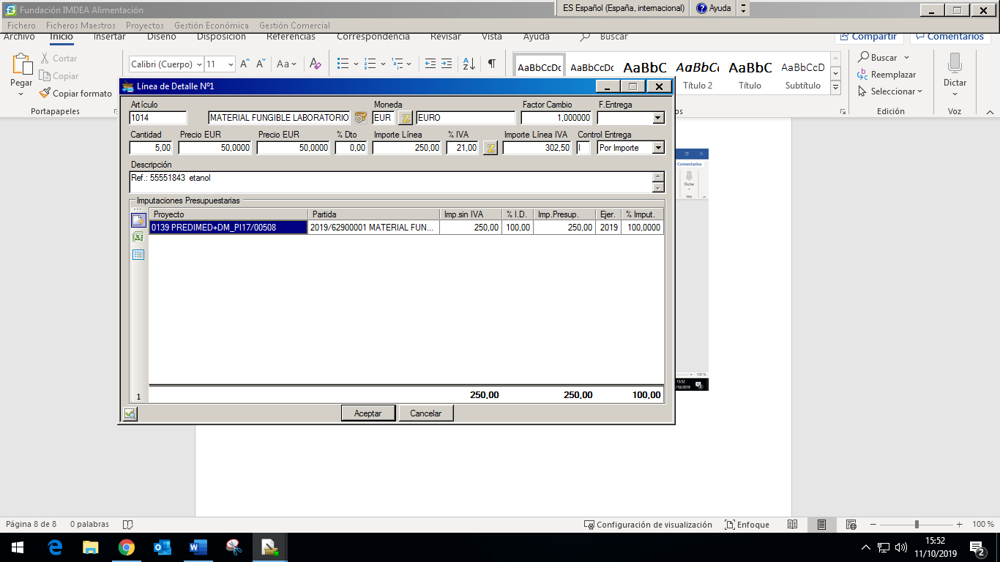 Fundación IMDEA Alimentación
ES Español (España, internacional) Ayuda
Fichero Ficheros Maestros Proyectos Gestión Económica Gestión Comercial
Archivo Inicio Insertar Diseño Disposición Referencias Correspondencia Revisar Vista Ayuda Buscar Compartir Comentarios
Pegar
Cortar
Copiar
Copiar formato
Portapapeles
Calibri (Cuerpo) 11
AaBbCcDc AaBbCcDc AaBbC AaBbCc AaBbC AaBbCcD
Título 2 Título Subtítulo
Buscar
Reemplazar
Seleccionar
Edición
Dictar
Voz
Línea de Detalle Nº1
Artículo Moneda Factor Cambio F.Entrega
1014 MATERIAL FUNGIBLE LABORATORIO EUR EURO 1,000000
Cantidad Precio EUR Precio EUR % Dto Importe Línea % IVA Importe Línea IVA Control Entrega
5,00 50,0000 50,0000 0,00 250,00 21,00 302,50 I Por Importe
Descripción
Ref.: 55551843 etanol
Imputaciones Presupuestarias
Proyecto Partida Imp.sin IVA % I.D. Imp.Presup. Ejer. % Imput.
0139 PREDIMED+DM_PI17/00508 2019/62900001 MATERIAL FUN... 250,00 100,00 250,00 2019 100,0000
1 250,00 250,00 100,00
Aceptar Cancelar
Comentarios
Dictar
Voz
100 %
15:52
Página 8 de 8 0 palabras Configuración de visualización Enfoque 100 %
15:52
11/10/2019
2